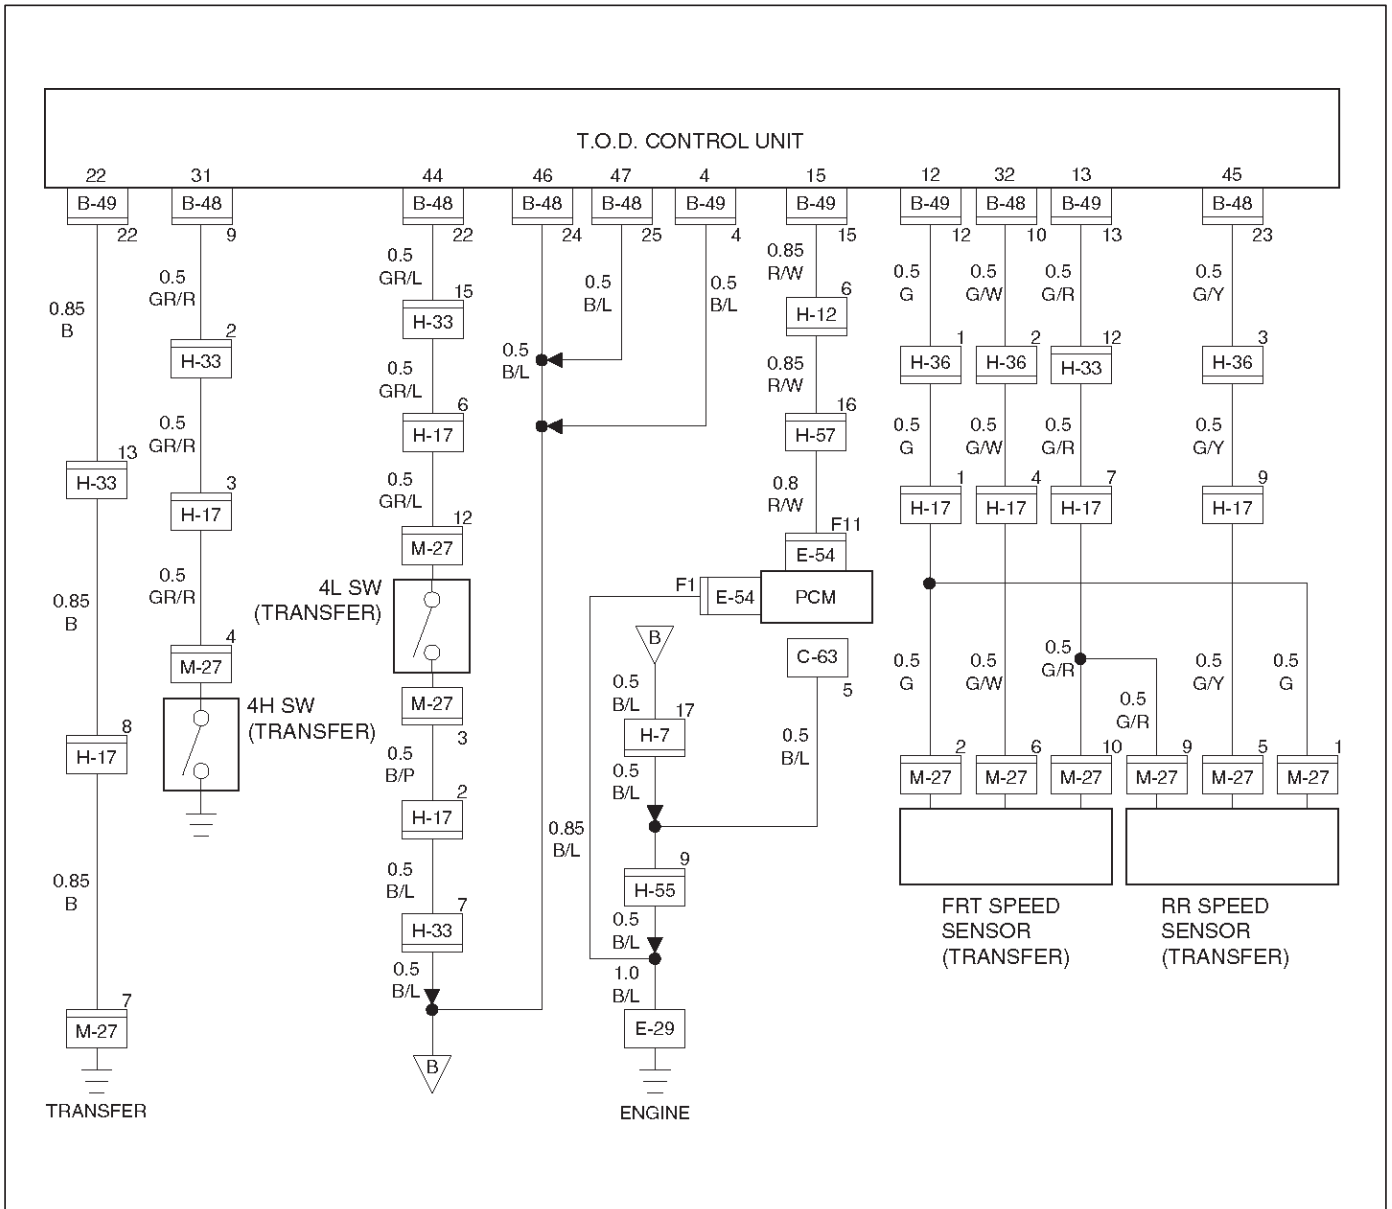 T.O.D. CONTROL UNIT
22 31 44 46 47 4 15 12 32 13 45
B-49 B-48 B-48 B-48 B-48 B-49 B-49 B-49 B-48 B-49 B-48
22 9 22 24 25 4 15 12 10 13 23
0.5 0.85
GR/L R/W
0.5 0.5 0.5 0.5 0.5 0.5 0.5
GR/R B/L B/L G G/W G/R G/Y
15 6
0.85 H-33 H-12
B
2 1 2 12 3
H-33 H-36 H-36 H-33 H-36
0.5
B/L
0.5 0.85
GR/L R/W
6 16
0.5 H-17 H-57 0.5 0.5 0.5 0.5
GR/R G G/W G/R G/Y
13
H-33
3 0.5 0.8 1 4 7 9
H-17 GR/L R/W H-17 H-17 H-17 H-17
12 F11
M-27 E-54
0.5 4L SW F1 E-54 PCM
GR/R (TRANSFER)
0.85
B
4 B
M-27 C-63
5
0.5 0.5 0.5 0.5 0.5
G G/W G/R G/Y G
0.5
B/L
M-27
3
4H SW
(TRANSFER)
0.5
G/R
8 17
H-17 H-7
0.5
B/L
2 6 10 9 5 1
M-27 M-27 M-27 M-27 M-27 M-27
0.5 0.5
B/P B/L
2
H-17
0.85
B/L
0.85 0.5 9
B B/L H-55
7
H-33
0.5
B/L
FRT SPEED
SENSOR
(TRANSFER)
RR SPEED
SENSOR
(TRANSFER)
0.5 1.0
B/L B/L
7
M-27 E-29
B
TRANSFER ENGINE